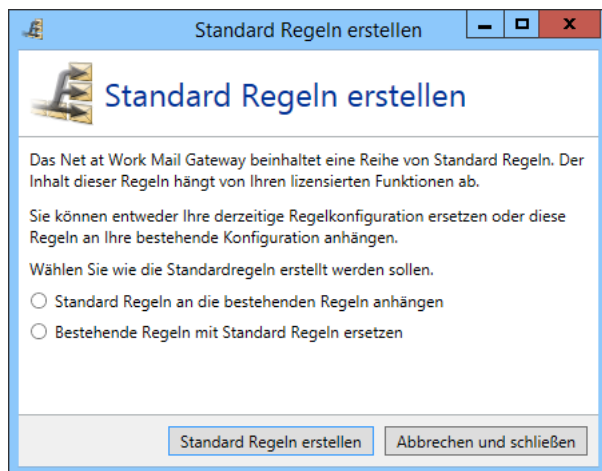 Standard Regeln erstellen
Standard Regeln erstellen
Das Net at Work Mail Gateway beinhaltet eine Reihe von Standard Regeln. Der
Inhalt dieser Regeln hängt von Ihren lizensierten Funktionen ab.
Sie können entweder Ihre derzeitige Regelkonfiguration ersetzen oder diese
Regeln an Ihre bestehende Konfiguration anhängen.
Wählen Sie wie die Standardregeln erstellt werden sollen.
Standard Regeln an die bestehenden Regeln anhängen
Bestehende Regeln mit Standard Regeln ersetzen
Standard Regeln erstellen Abbrechen und schließen